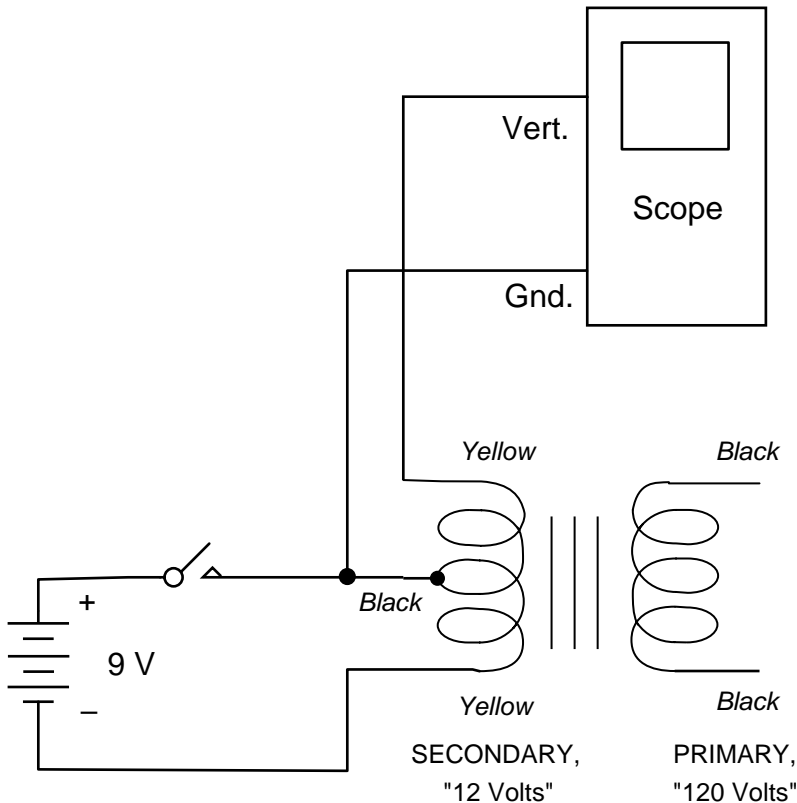 Vert.
Scope
Gnd.
Yellow
Black
+
Black
9 V
–
Yellow
Black
SECONDARY,
"12 Volts"
PRIMARY,
"120 Volts"